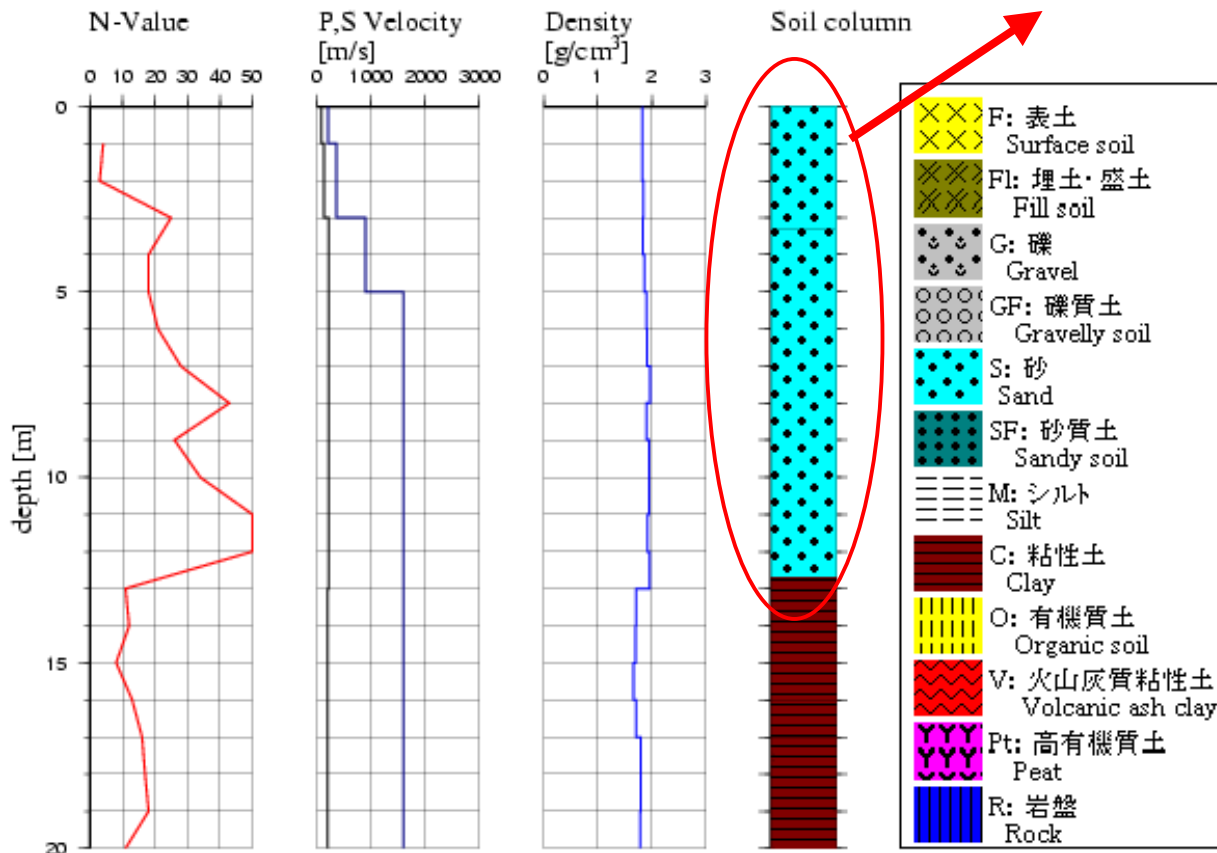 N-Value
P,S Velocity
[m/s]
Density
[g/cm³]
Soil column
0 10 20 30 40 50
0 1000 2000 3000
0 1 2 3
0
5
10
15
20
depth [m]
F: 表土
Surface soil
Fl: 埋土・盛土
Fill soil
G: 礫
Gravel
GF: 礫質土
Gravelly soil
S: 砂
Sand
SF: 砂質土
Sandy soil
M: シルト
Silt
C: 粘性土
Clay
O: 有機質土
Organic soil
V: 火山灰質粘性土
Volcanic ash clay
Pt: 高有機質土
Peat
R: 岩盤
Rock